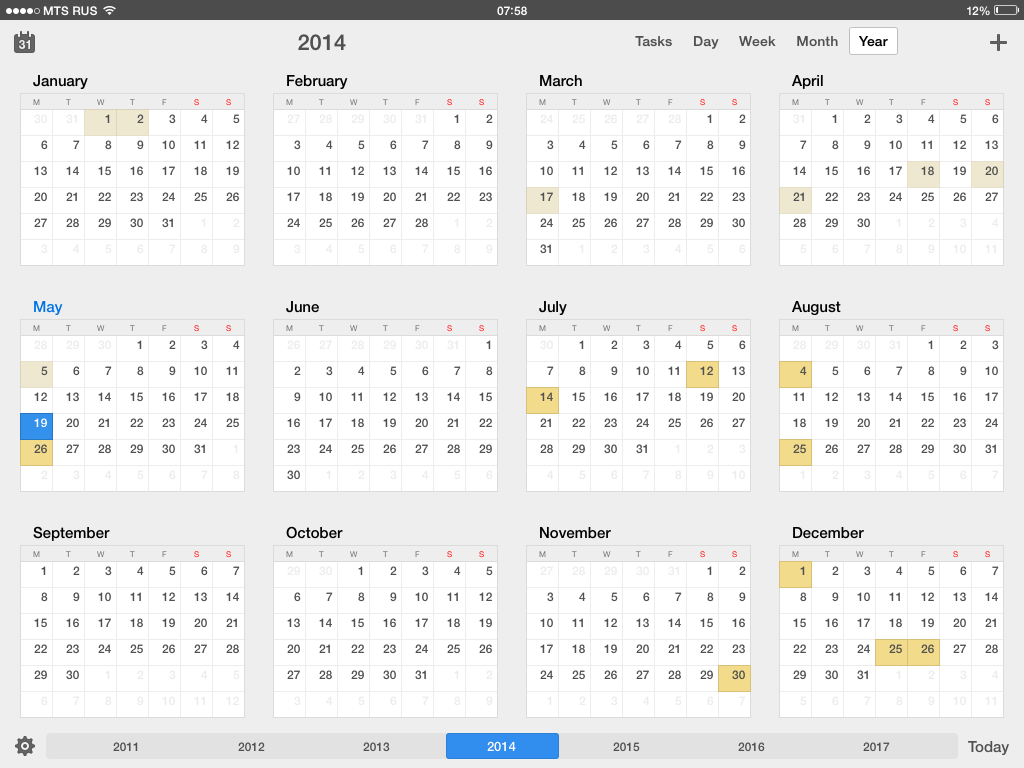 MTS RUS 07:58 12%
31 2014 Tasks Day Week Month Year
January
M T W T F S S
30 31 1 2 3 4 5
6 7 8 9 10 11 12
13 14 15 16 17 18 19
20 21 22 23 24 25 26
27 28 29 30 31 1 2
3 4 5 6 7 8 9
February
M T W T F S S
27 28 29 30 31 1 2
3 4 5 6 7 8 9
10 11 12 13 14 15 16
17 18 19 20 21 22 23
24 25 26 27 28 1 2
3 4 5 6 7 8 9
March
M T W T F S S
24 25 26 27 28 1 2
3 4 5 6 7 8 9
10 11 12 13 14 15 16
17 18 19 20 21 22 23
24 25 26 27 28 29 30
31 1 2 3 4 5 6
April
M T W T F S S
31 1 2 3 4 5 6
7 8 9 10 11 12 13
14 15 16 17 18 19 20
21 22 23 24 25 26 27
28 29 30 1 2 3 4
5 6 7 8 9 10 11
May
M T W T F S S
28 29 30 1 2 3 4
5 6 7 8 9 10 11
12 13 14 15 16 17 18
19 20 21 22 23 24 25
26 27 28 29 30 31 1
2 3 4 5 6 7 8
June
M T W T F S S
26 27 28 29 30 31 1
2 3 4 5 6 7 8
9 10 11 12 13 14 15
16 17 18 19 20 21 22
23 24 25 26 27 28 29
30 1 2 3 4 5 6
July
M T W T F S S
30 1 2 3 4 5 6
7 8 9 10 11 12 13
14 15 16 17 18 19 20
21 22 23 24 25 26 27
28 29 30 31 1 2 3
4 5 6 7 8 9 10
August
M T W T F S S
28 29 30 31 1 2 3
4 5 6 7 8 9 10
11 12 13 14 15 16 17
18 19 20 21 22 23 24
25 26 27 28 29 30 31
1 2 3 4 5 6 7
September
M T W T F S S
1 2 3 4 5 6 7
8 9 10 11 12 13 14
15 16 17 18 19 20 21
22 23 24 25 26 27 28
29 30 1 2 3 4 5
6 7 8 9 10 11 12
October
M T W T F S S
29 30 1 2 3 4 5
6 7 8 9 10 11 12
13 14 15 16 17 18 19
20 21 22 23 24 25 26
27 28 29 30 31 1 2
3 4 5 6 7 8 9
November
M T W T F S S
27 28 29 30 31 1 2
3 4 5 6 7 8 9
10 11 12 13 14 15 16
17 18 19 20 21 22 23
24 25 26 27 28 29 30
1 2 3 4 5 6 7
December
M T W T F S S
1 2 3 4 5 6 7
8 9 10 11 12 13 14
15 16 17 18 19 20 21
22 23 24 25 26 27 28
29 30 31 1 2 3 4
5 6 7 8 9 10 11
2011 2012 2013 2014 2015 2016 2017 Today